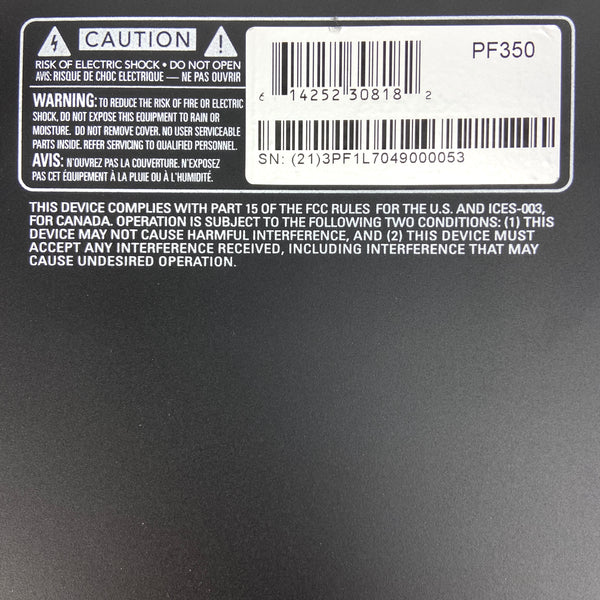 CAUTION
RISK OF ELECTRIC SHOCK • DO NOT OPEN
AVIS: RISQUE DE CHOC ELECTRIQUE — NE PAS OUVRIR
WARNING: TO REDUCE THE RISK OF FIRE OR ELECTRIC
SHOCK, DO NOT EXPOSE THIS EQUIPMENT TO RAIN OR
MOISTURE. DO NOT REMOVE COVER. NO USER SERVICEABLE
PARTS INSIDE. REFER SERVICING TO QUALIFIED PERSONNEL.
AVIS: N'OUVREZ PAS LA COUVERTURE. N'EXPOSEZ
PAS CET ÉQUIPEMENT À LA PLUIE OU À L'HUMIDITÉ.
PF350
6 14252 30818 2
SN: (21)3PF1L7049000053
THIS DEVICE COMPLIES WITH PART 15 OF THE FCC RULES FOR THE U.S. AND ICES-003,
FOR CANADA. OPERATION IS SUBJECT TO THE FOLLOWING TWO CONDITIONS: (1) THIS
DEVICE MAY NOT CAUSE HARMFUL INTERFERENCE, AND (2) THIS DEVICE MUST
ACCEPT ANY INTERFERENCE RECEIVED, INCLUDING INTERFERENCE THAT MAY
CAUSE UNDESIRED OPERATION.